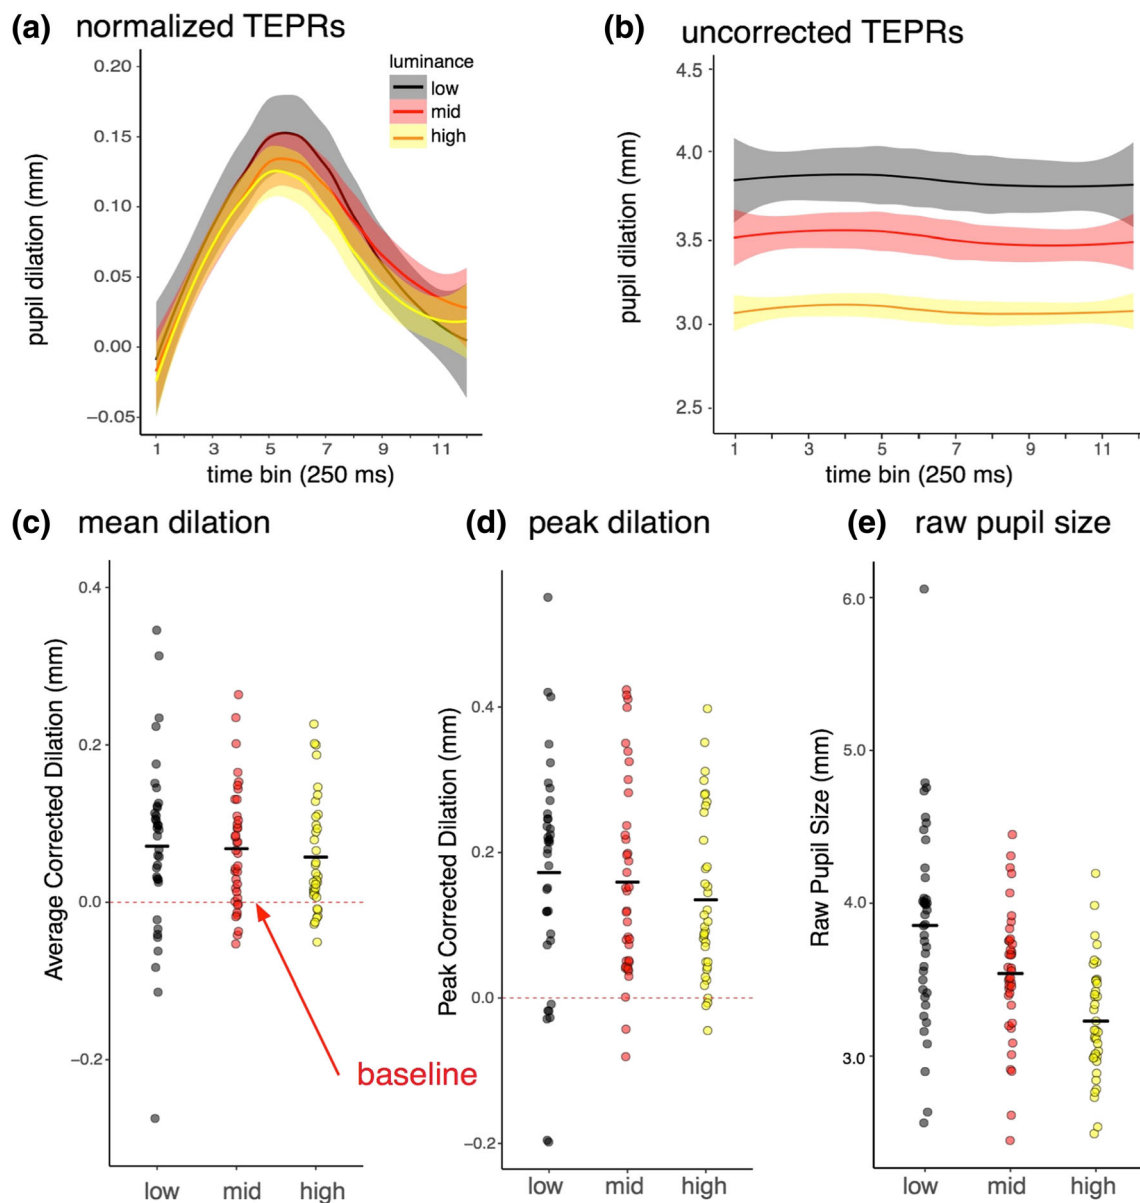 (a) normalized TEPRs
(b) uncorrected TEPRs
luminance
low
mid
high
pupil dilation (mm)
0.20
0.15
0.10
0.05
0.00
−0.05
1 3 5 7 9 11
time bin (250 ms)
pupil dilation (mm)
4.5
4.0
3.5
3.0
2.5
1 3 5 7 9 11
time bin (250 ms)
(c) mean dilation
(d) peak dilation
(e) raw pupil size
Average Corrected Dilation (mm)
0.4
0.2
0.0
−0.2
baseline
low mid high
Peak Corrected Dilation (mm)
0.4
0.2
0.0
−0.2
low mid high
Raw Pupil Size (mm)
6.0
5.0
4.0
3.0
low mid high